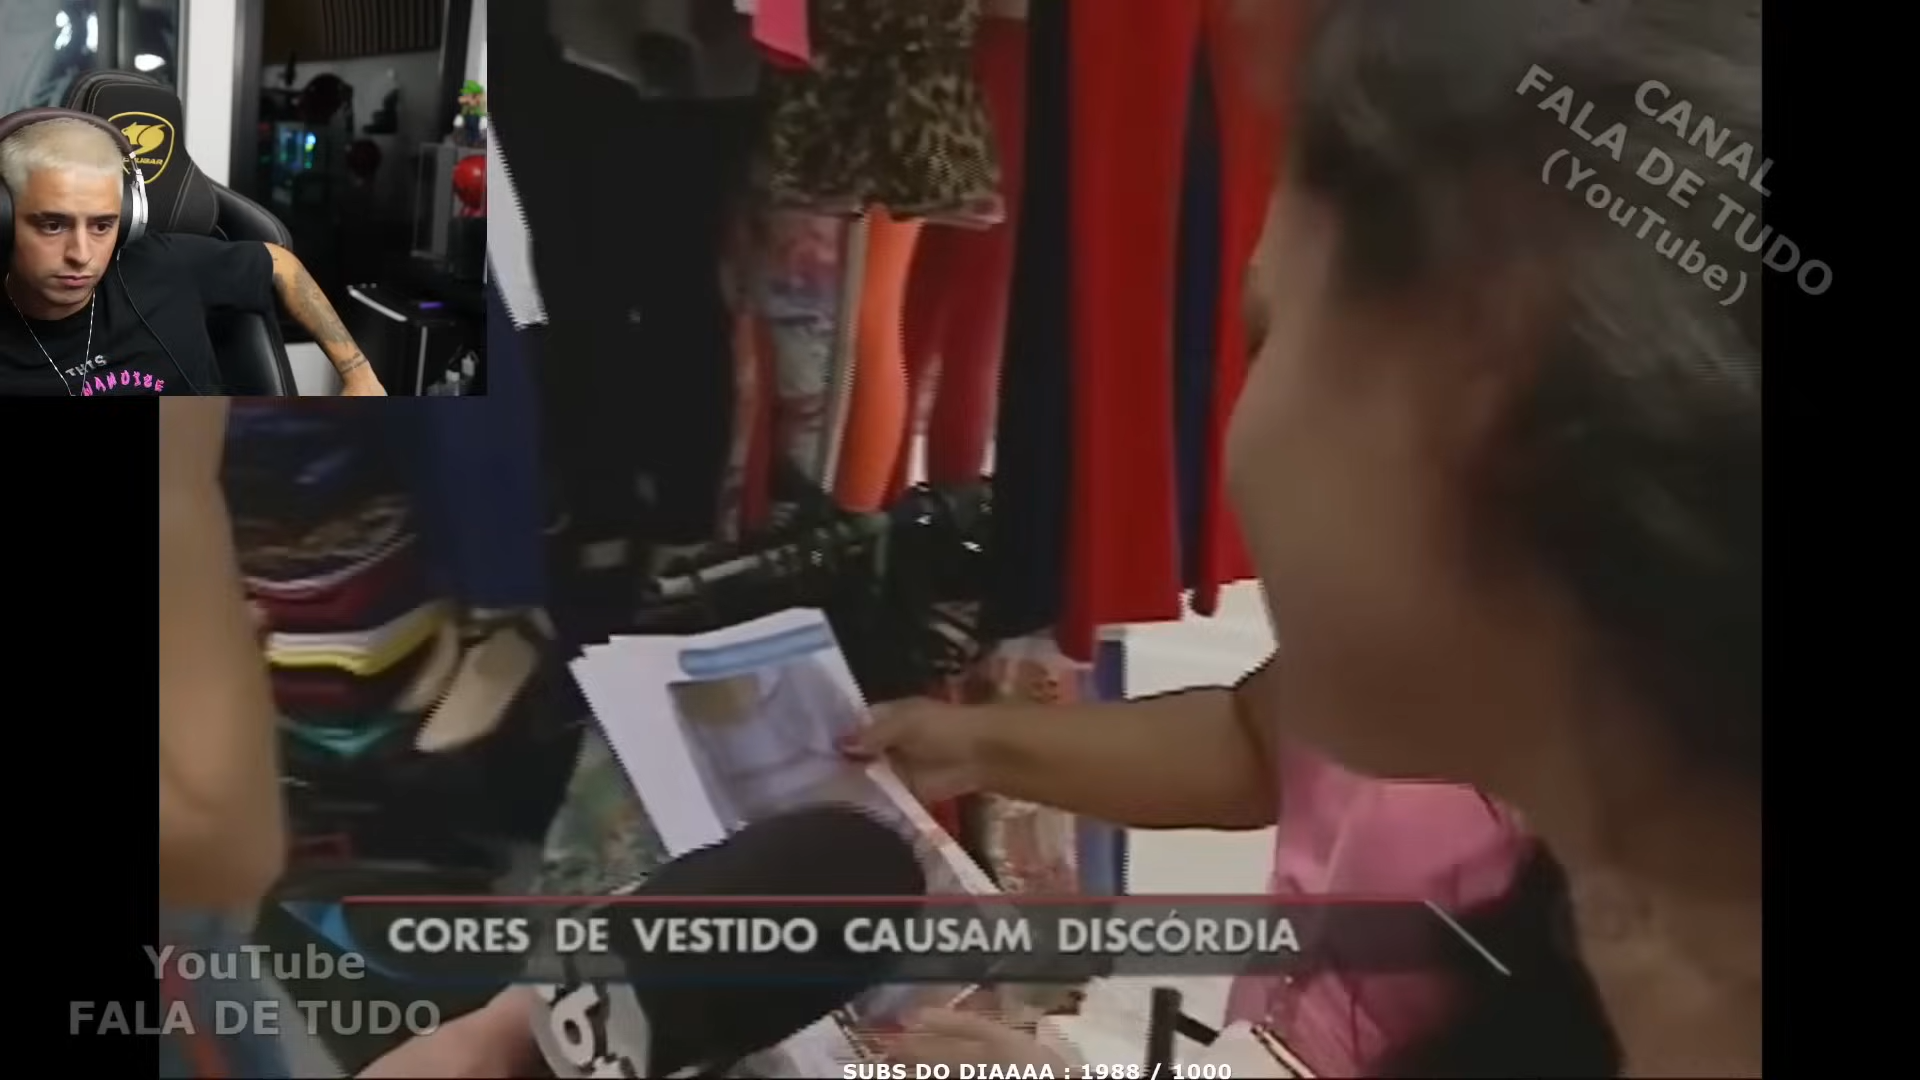 CANAL
FALA DE TUDO
(YouTube)
THIS
CORES DE VESTIDO CAUSAM DISCÓRDIA
YouTube
FALA DE TUDO
SUBS DO DIAAAA : 1988 / 1000